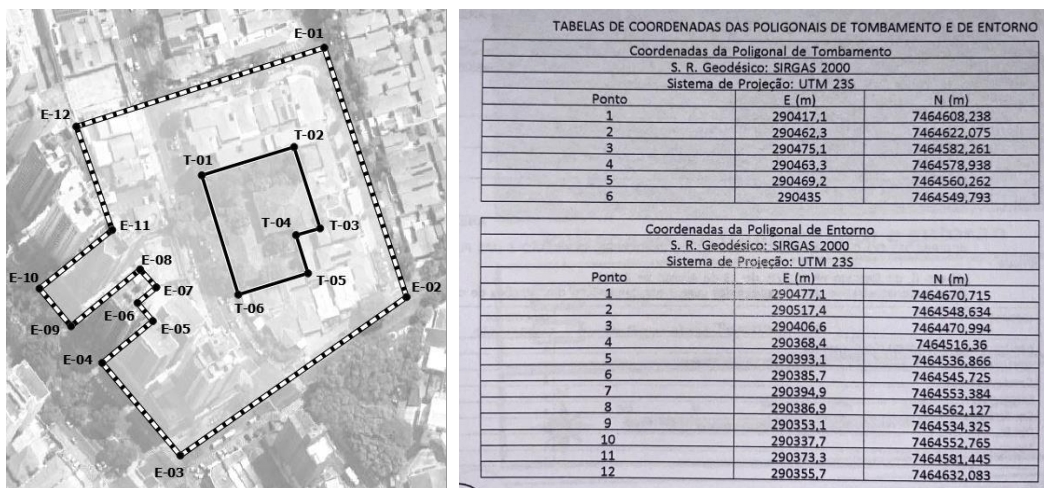 E-01
E-12
T-02
T-01
T-04
T-03
E-11
E-08
T-05
E-10
E-07
T-06
E-02
E-06
E-09
E-05
E-04
E-03
TABELAS DE COORDENADAS DAS POLIGONAIS DE TOMBAMENTO E DE ENTORNO
Coordenadas da Poligonal de Tombamento
S. R. Geodésico: SIRGAS 2000
Sistema de Projeção: UTM 23S
Ponto E (m) N (m)
1 290417,1 7464608,238
2 290462,3 7464622,075
3 290475,1 7464582,261
4 290463,3 7464578,938
5 290469,2 7464560,262
6 290435 7464549,793
Coordenadas da Poligonal de Entorno
S. R. Geodésico: SIRGAS 2000
Sistema de Projeção: UTM 23S
Ponto E (m) N (m)
1 290477,1 7464670,715
2 290517,4 7464548,634
3 290406,6 7464470,994
4 290368,4 7464516,36
5 290393,1 7464536,866
6 290385,7 7464545,725
7 290394,9 7464553,384
8 290386,9 7464562,127
9 290353,1 7464534,325
10 290337,7 7464552,765
11 290373,3 7464581,445
12 290355,7 7464632,083